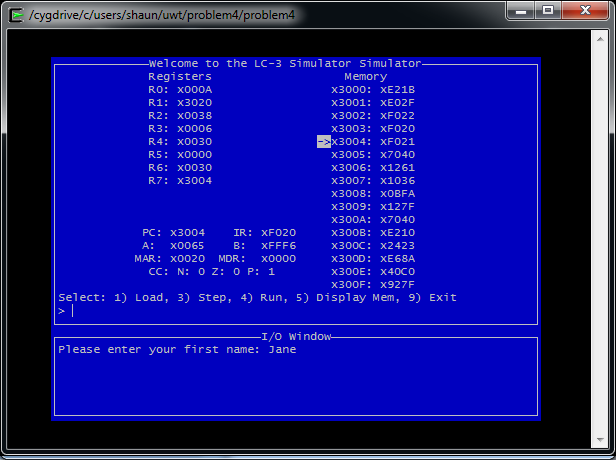 /cygdrive/c/users/shaun/uwt/problem4/problem4
Welcome to the LC-3 Simulator Simulator
Registers Memory
R0: x000A x3000: xE21B
R1: x3020 x3001: xE02F
R2: x0038 x3002: xF022
R3: x0006 x3003: xF020
R4: x0030 ->x3004: xF021
R5: x0000 x3005: x7040
R6: x0030 x3006: x1261
R7: x3004 x3007: x1036
x3008: x0BFA
x3009: x127F
x300A: x7040
PC: x3004 IR: xF020 x300B: xE210
A: x0065 B: xFFF6 x300C: x2423
MAR: x0020 MDR: x0000 x300D: xE68A
CC: N: 0 Z: 0 P: 1 x300E: x40C0
x300F: x927F
Select: 1) Load, 3) Step, 4) Run, 5) Display Mem, 9) Exit
>
I/O Window
Please enter your first name: Jane